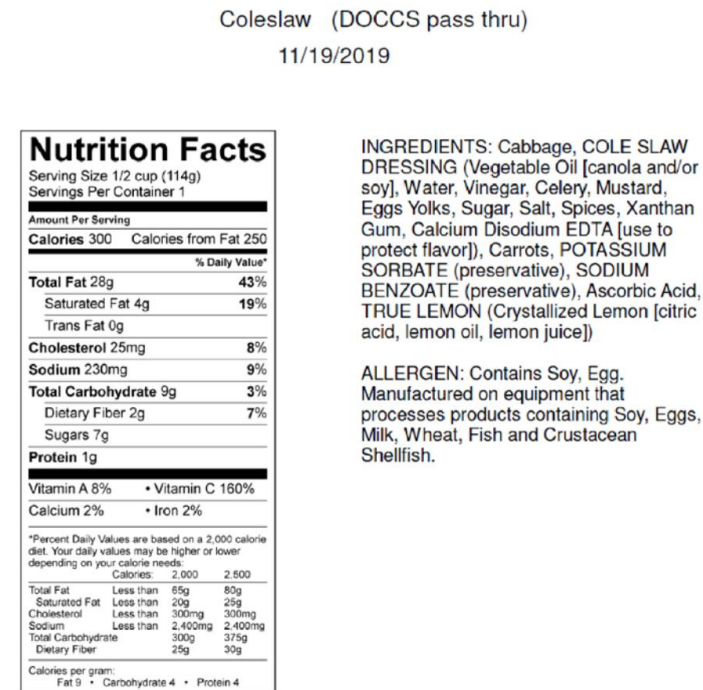 Coleslaw (DOCCS pass thru)
11/19/2019
Nutrition Facts
Serving Size 1/2 cup (114g)
Servings Per Container 1
Amount Per Serving
Calories 300 Calories from Fat 250
% Daily Value*
Total Fat 28g 43%
Saturated Fat 4g 19%
Trans Fat 0g
Cholesterol 25mg 8%
Sodium 230mg 9%
Total Carbohydrate 9g 3%
Dietary Fiber 2g 7%
Sugars 7g
Protein 1g
Vitamin A 8% • Vitamin C 160%
Calcium 2% • Iron 2%
*Percent Daily Values are based on a 2,000 calorie
diet. Your daily values may be higher or lower
depending on your calorie needs:
Calories: 2,000 2,500
Total Fat Less than 65g 80g
Saturated Fat Less than 20g 25g
Cholesterol Less than 300mg 300mg
Sodium Less than 2,400mg 2,400mg
Total Carbohydrate 300g 375g
Dietary Fiber 25g 30g
Calories per gram:
Fat 9 • Carbohydrate 4 • Protein 4
INGREDIENTS: Cabbage, COLE SLAW
DRESSING (Vegetable Oil [canola and/or
soy], Water, Vinegar, Celery, Mustard,
Eggs Yolks, Sugar, Salt, Spices, Xanthan
Gum, Calcium Disodium EDTA [use to
protect flavor]), Carrots, POTASSIUM
SORBATE (preservative), SODIUM
BENZOATE (preservative), Ascorbic Acid,
TRUE LEMON (Crystallized Lemon [citric
acid, lemon oil, lemon juice])
ALLERGEN: Contains Soy, Egg.
Manufactured on equipment that
processes products containing Soy, Eggs,
Milk, Wheat, Fish and Crustacean
Shellfish.